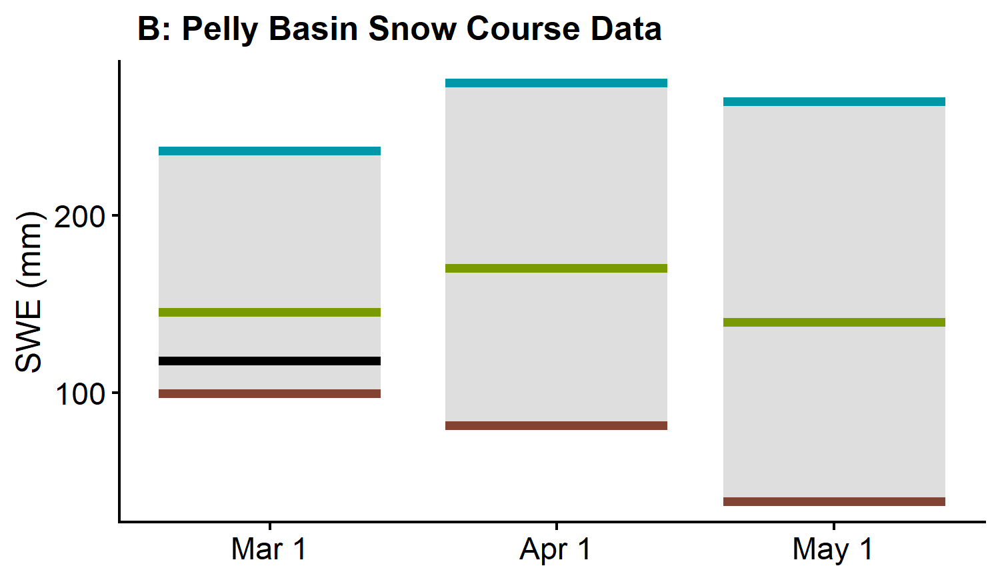 B: Pelly Basin Snow Course Data
SWE (mm)
200
100
Mar 1
Apr 1
May 1